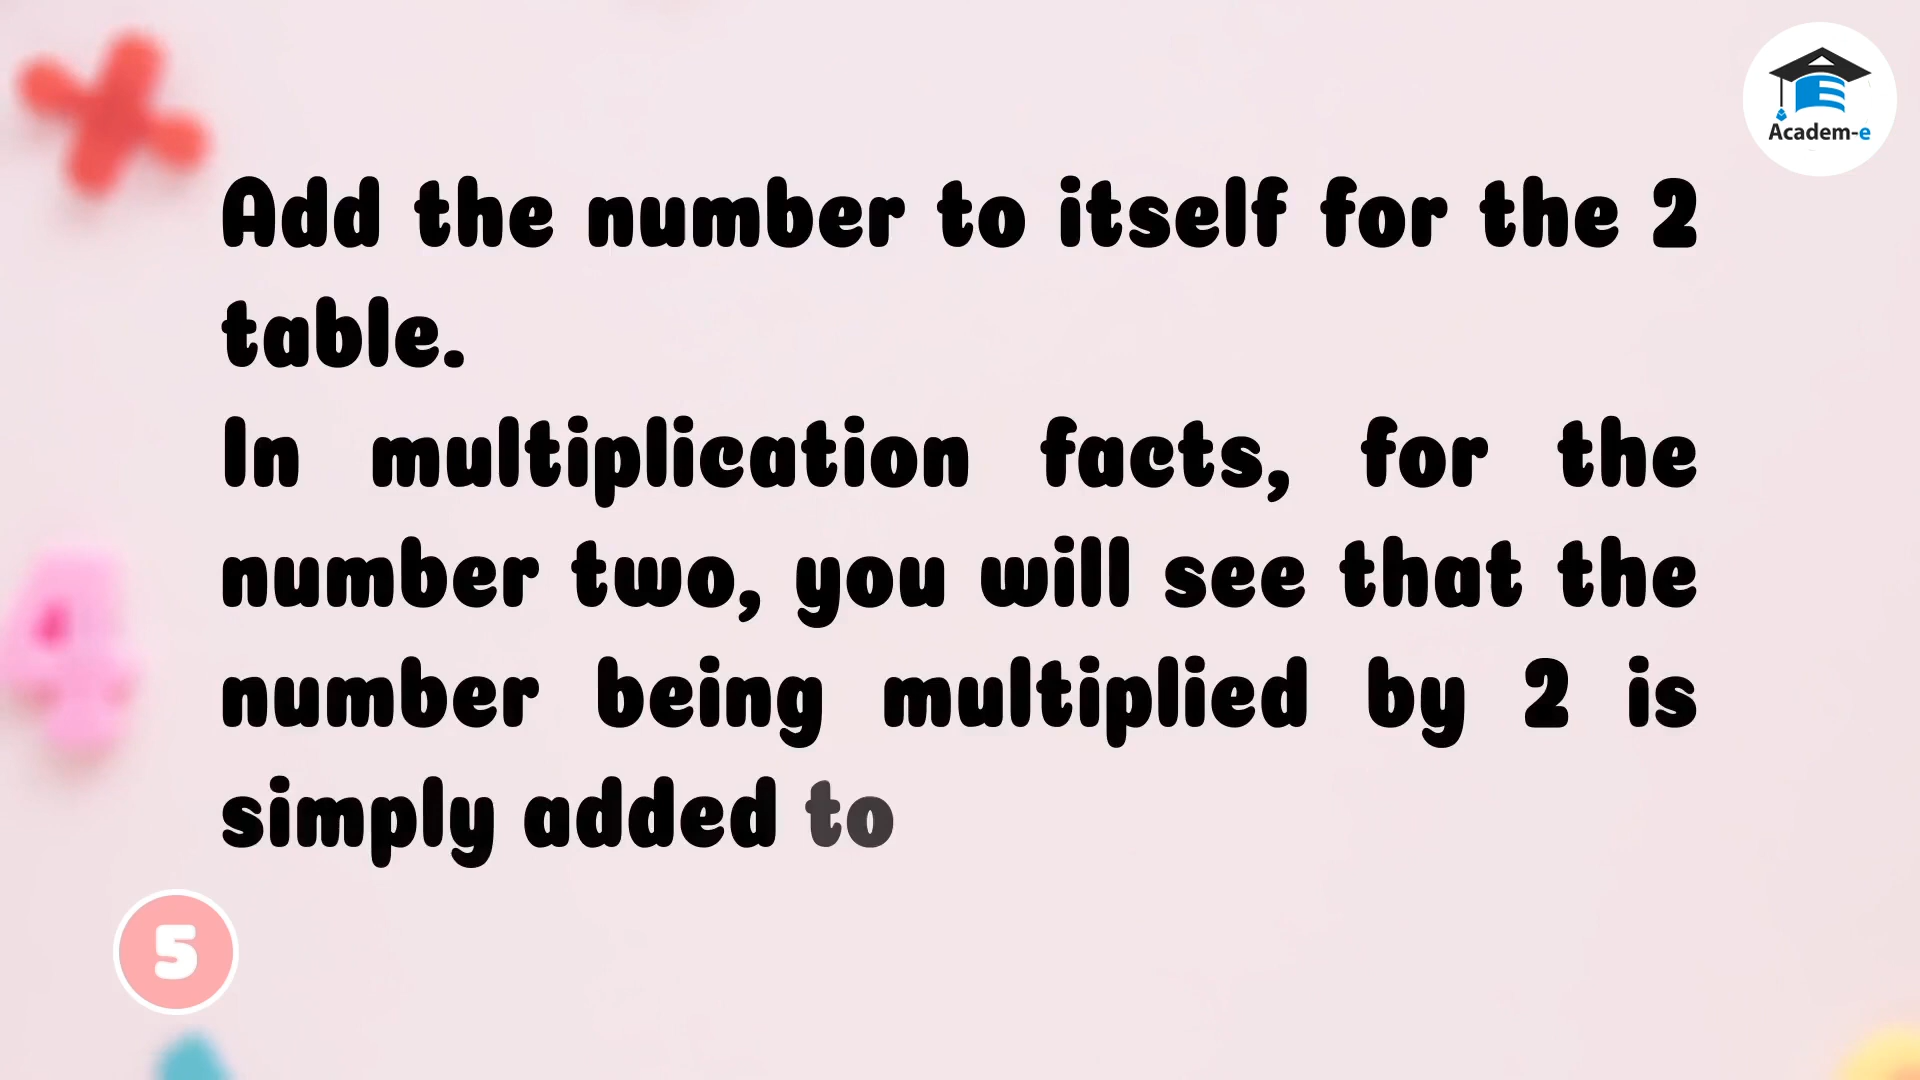 Academ-e
Add the number to itself for the 2
table.
In multiplication facts, for the
number two, you will see that the
number being multiplied by 2 is
simply added to
5
4